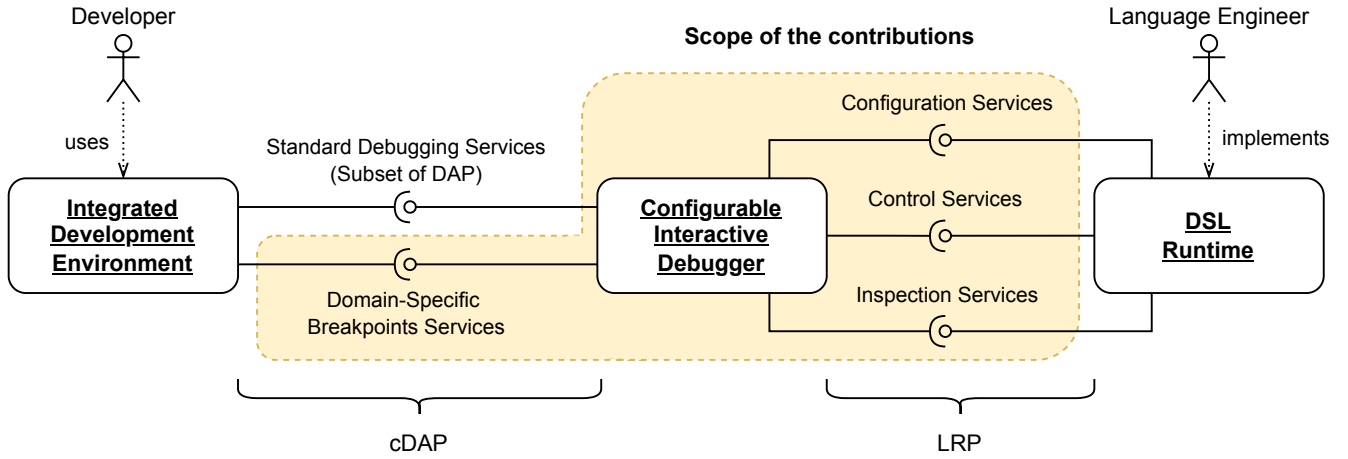 Developer
Language Engineer
Scope of the contributions
Configuration Services
uses
implements
Standard Debugging Services
(Subset of DAP)
Integrated
Development
Environment
Configurable
Interactive
Debugger
Control Services
DSL
Runtime
Domain-Specific
Breakpoints Services
Inspection Services
cDAP
LRP